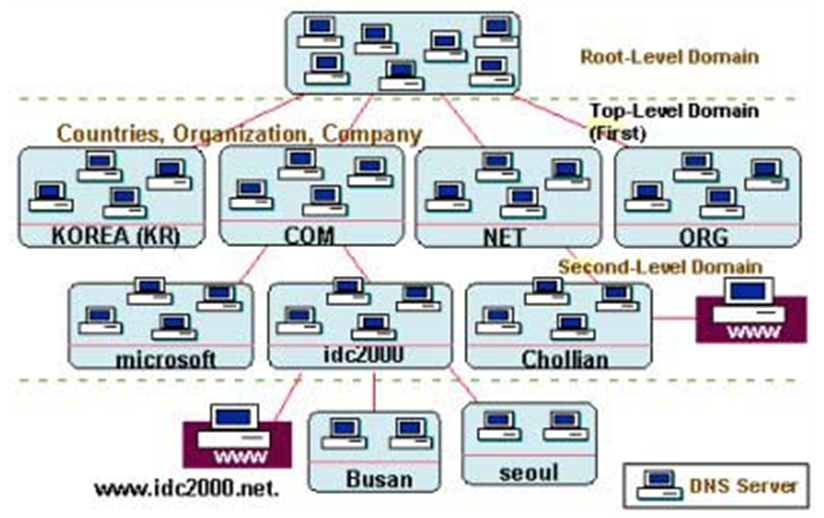 Root-Level Domain
Top-Level Domain
(First)
Countries, Organization, Company
KOREA (KR)
COM
NET
ORG
Second-Level Domain
microsoft
idc2000
Chollian
www
www
www.idc2000.net.
Busan
seoul
DNS Server